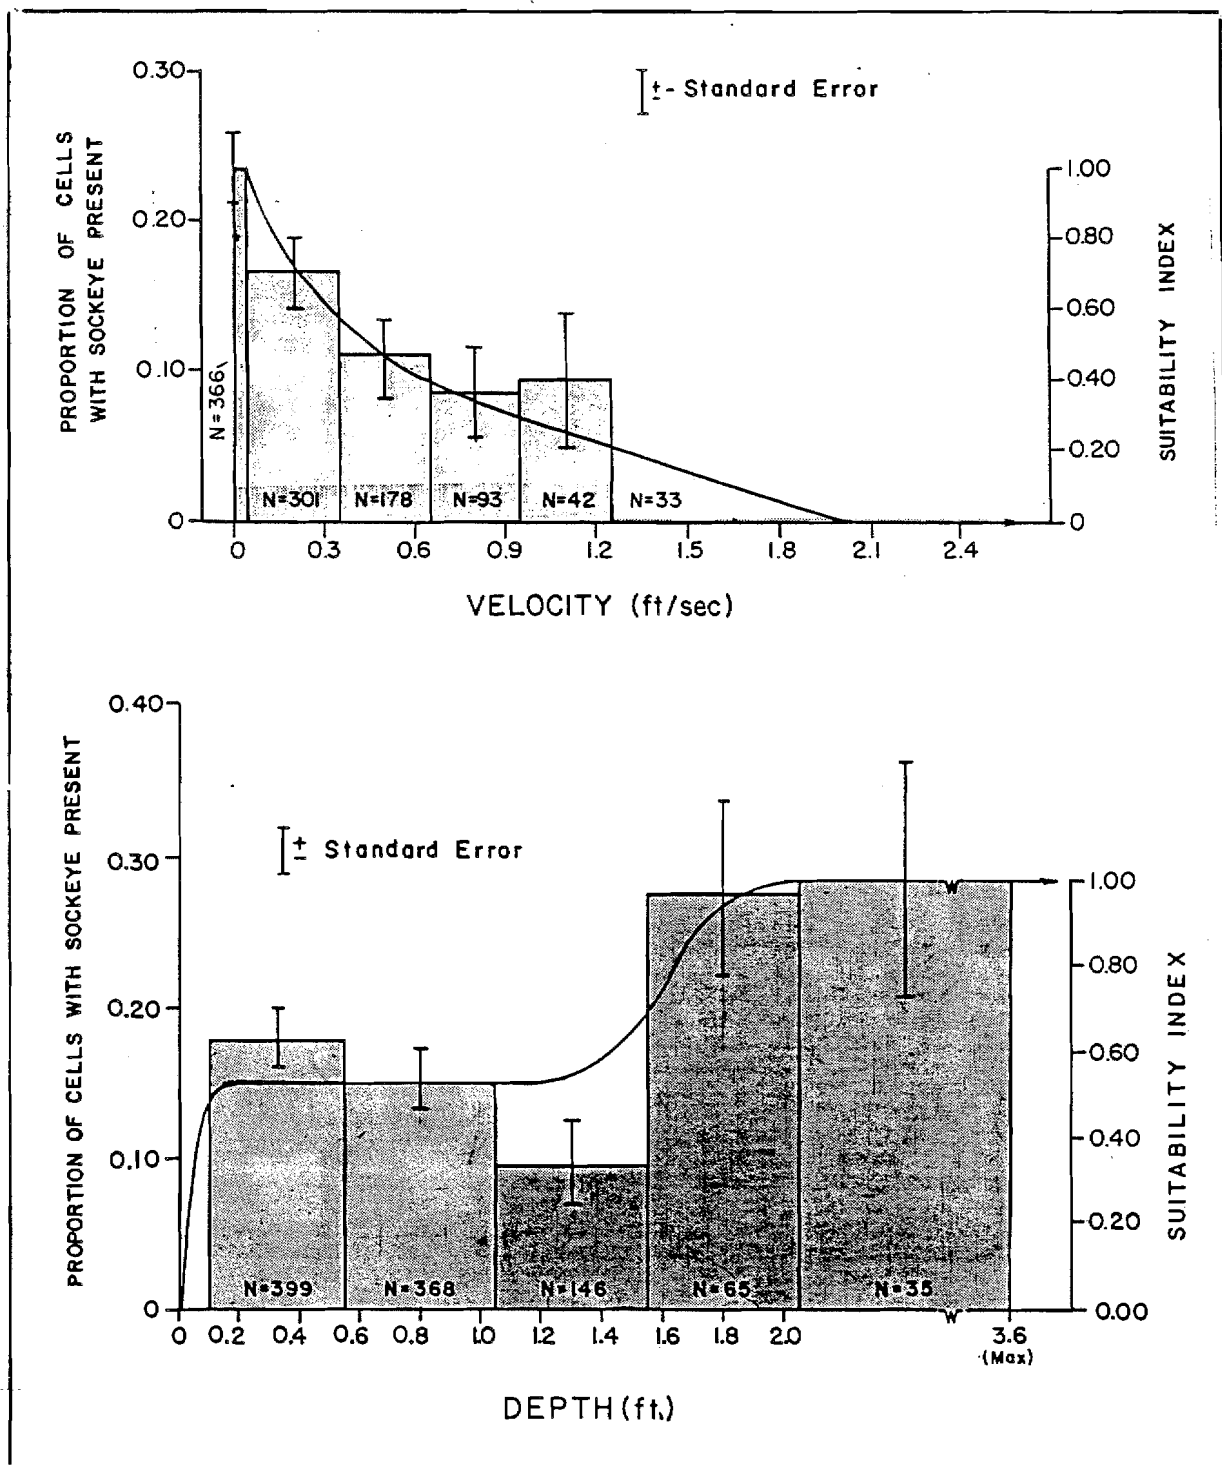 0.30
± - Standard Error
PROPORTION OF CELLS
WITH SOCKEYE PRESENT
0.20
0.10
0
N=366
N=301
N=178
N=93
N=42
N=33
1.00
0.80
0.60
0.40
0.20
0
SUITABILITY INDEX
0 0.3 0.6 0.9 1.2 1.5 1.8 2.1 2.4
VELOCITY (ft/sec)
0.40
0.30
0.20
0.10
0
PROPORTION OF CELLS WITH SOCKEYE PRESENT
± Standard Error
N=399
N=368
N=146
N=65
N=35
1.00
0.80
0.60
0.40
0.20
0.00
SUITABILITY INDEX
0 0.2 0.4 0.6 0.8 1.0 1.2 1.4 1.6 1.8 2.0 3.6
(Max)
DEPTH (ft.)